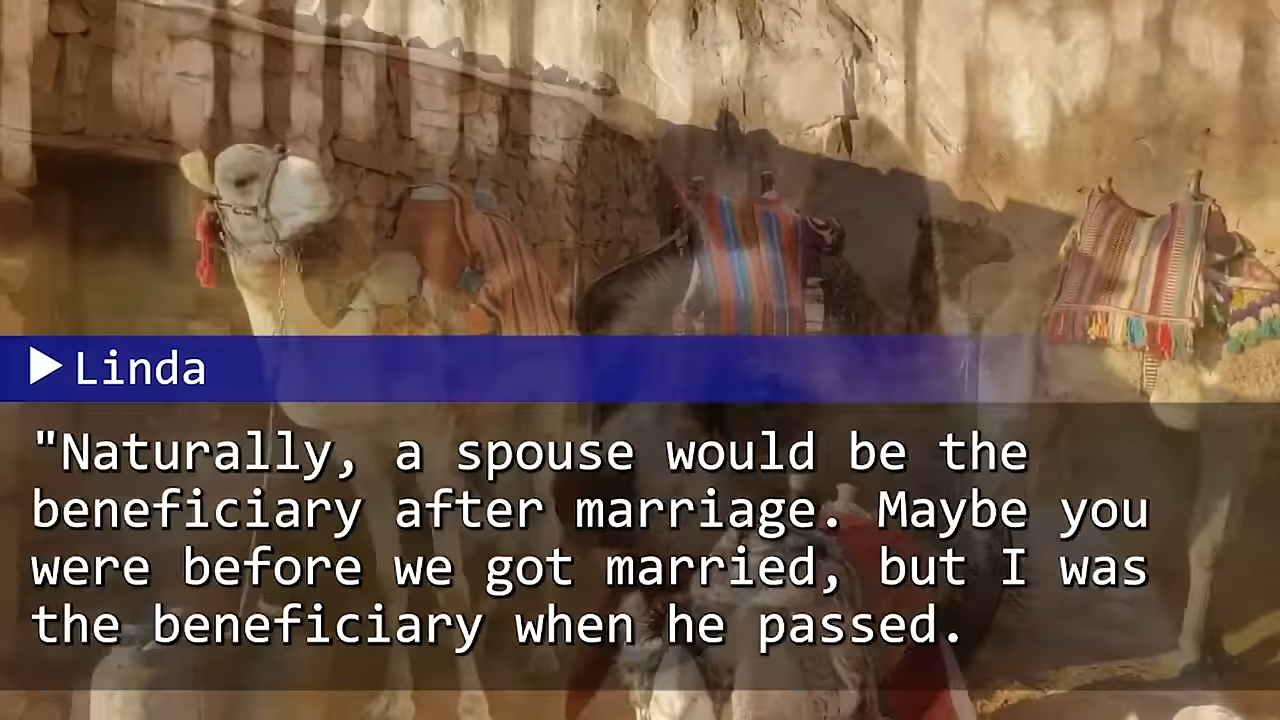 ▶Linda
"Naturally, a spouse would be the
beneficiary after marriage. Maybe you
were before we got married, but I was
the beneficiary when he passed.